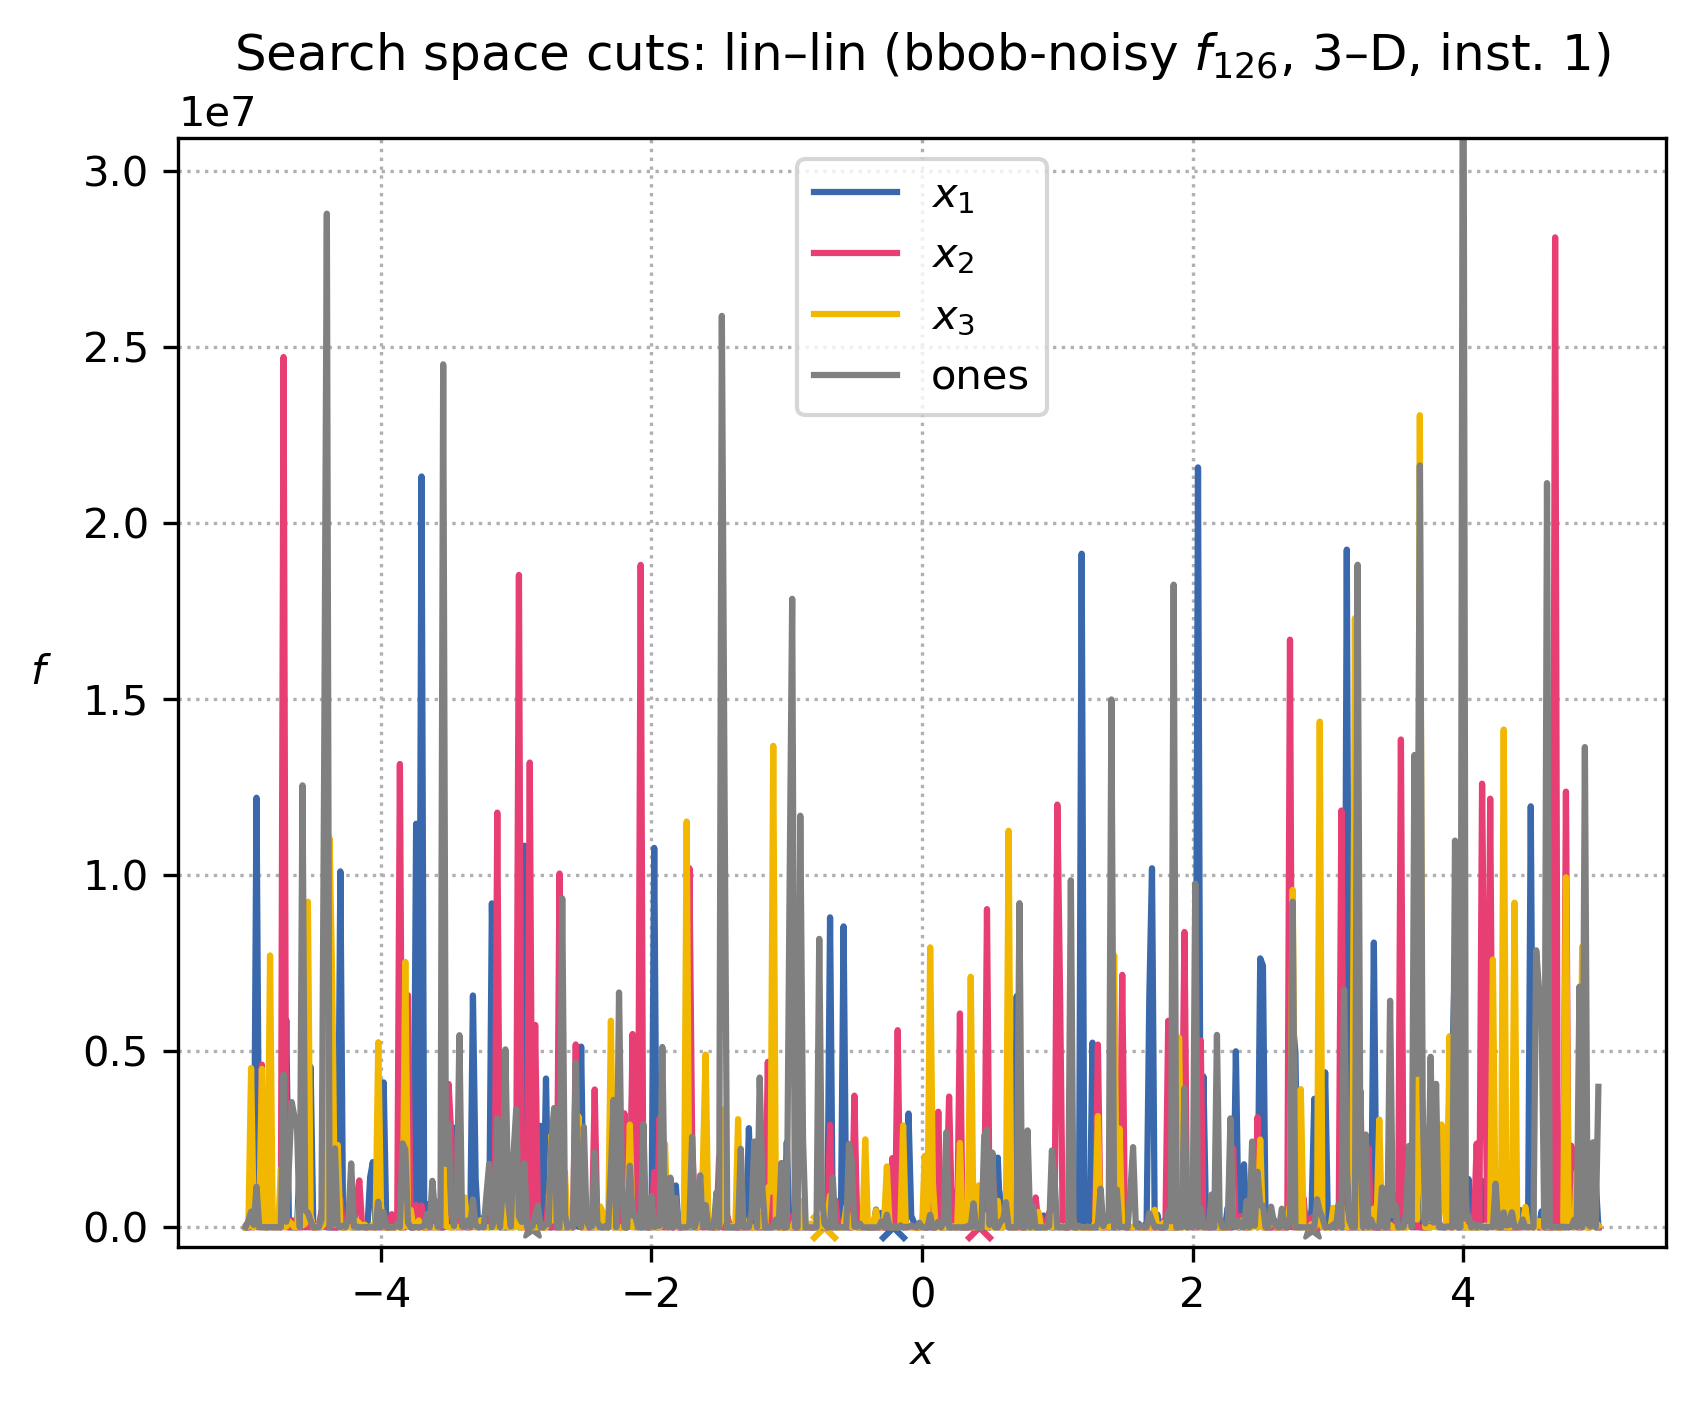 Search space cuts: lin–lin (bbob-noisy f₁₂₆, 3–D, inst. 1)
1e7
3.0
2.5
2.0
1.5
1.0
0.5
0.0
f
x₁
x₂
x₃
ones
−4 −2 0 2 4
x